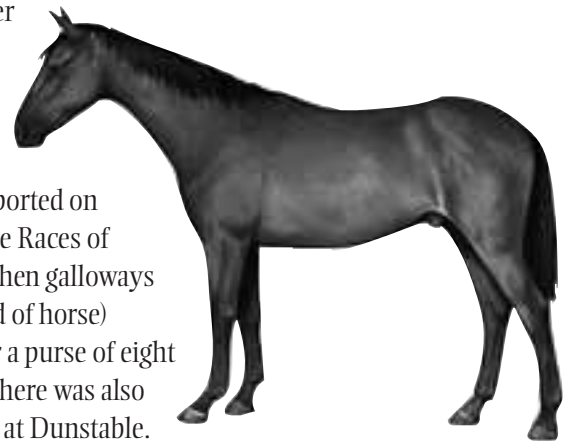 er
ported on
e Races of
hen galloways
d of horse)
r a purse of eight
here was also
at Dunstable.